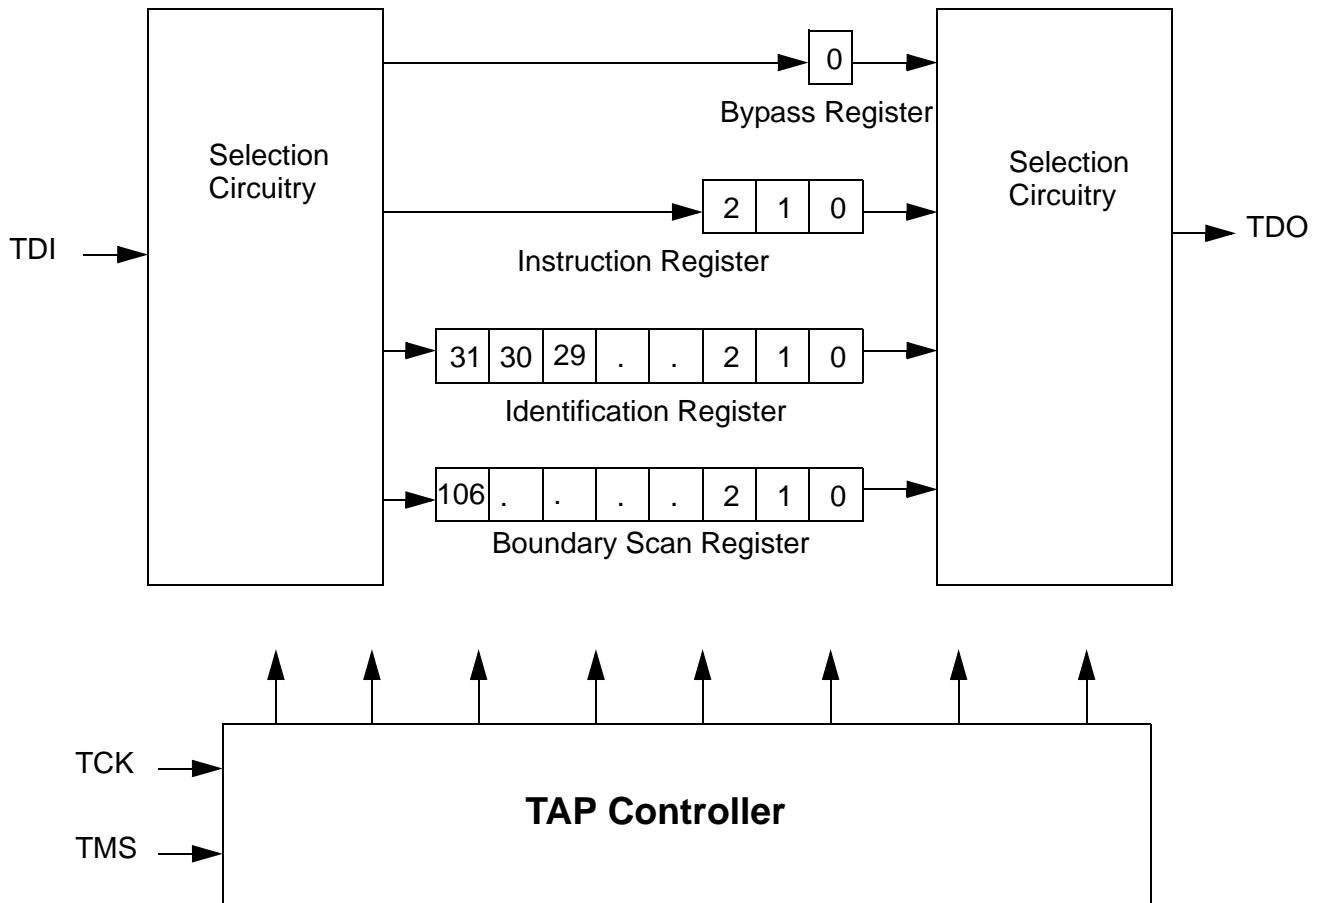 0
Bypass Register
Selection
Circuitry
Selection
Circuitry
2 1 0
Instruction Register
TDI
TDO
31 30 29 . . 2 1 0
Identification Register
106 . . . . 2 1 0
Boundary Scan Register
TCK
TAP Controller
TMS